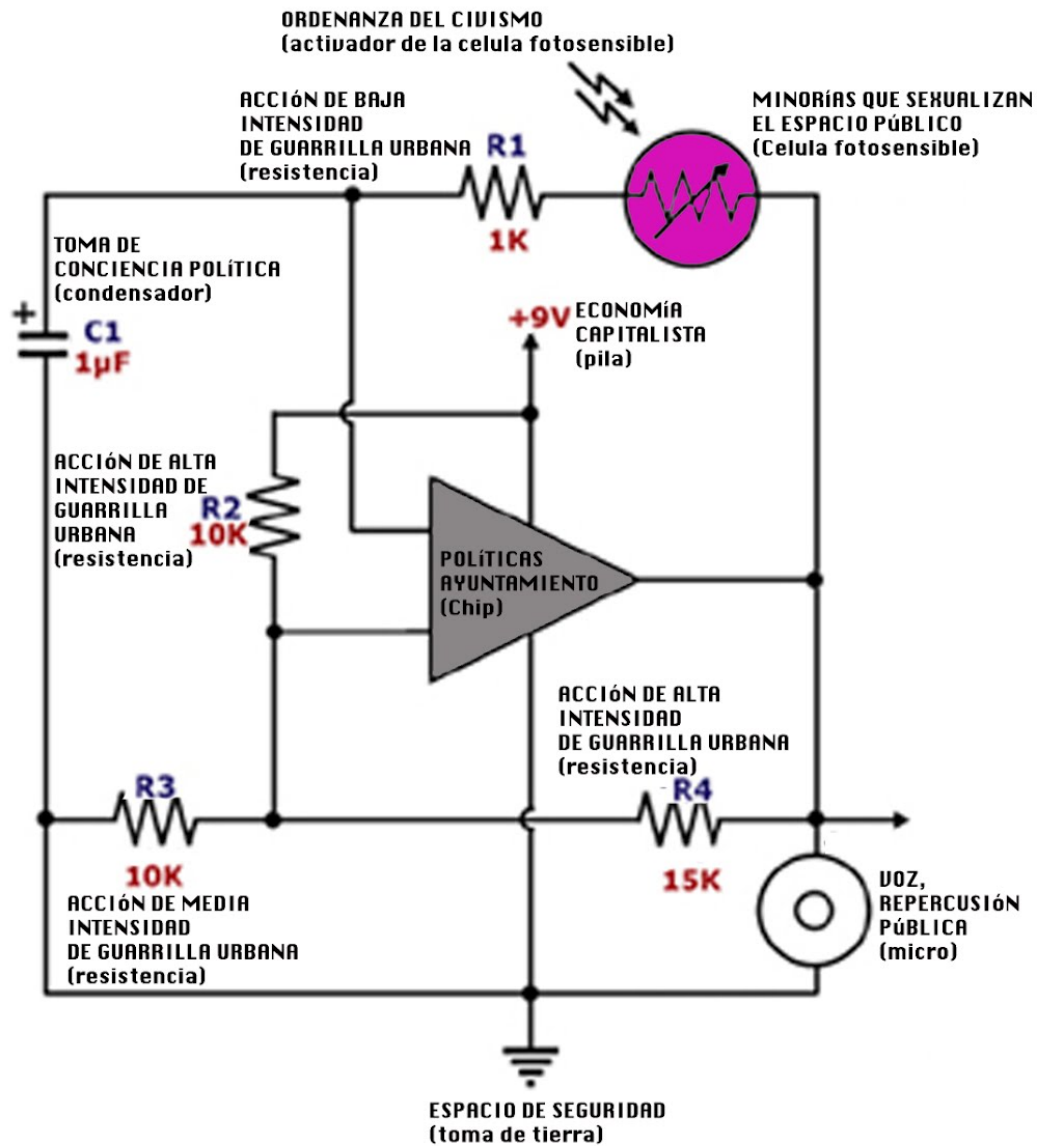 ORDENANZA DEL CIVISMO
(activador de la celula fotosensible)
ACCIÓN DE BAJA
INTENSIDAD
DE GUARRILLA URBANA
(resistencia)
R1
1K
MINORÍAS QUE SEXUALIZAN
EL ESPACIO PÚBLICO
(Celula fotosensible)
TOMA DE
CONCIENCIA POLÍTICA
(condensador)
+
C1
1µF
+9V
ECONOMÍA
CAPITALISTA
(pila)
ACCIÓN DE ALTA
INTENSIDAD DE
GUARRILLA
URBANA
(resistencia)
R2
10K
POLÍTICAS
AYUNTAMIENTO
(Chip)
ACCIÓN DE ALTA
INTENSIDAD
DE GUARRILLA URBANA
(resistencia)
R4
15K
R3
10K
ACCIÓN DE MEDIA
INTENSIDAD
DE GUARRILLA URBANA
(resistencia)
VOZ,
REPERCUSIÓN
PÚBLICA
(micro)
ESPACIO DE SEGURIDAD
(toma de tierra)